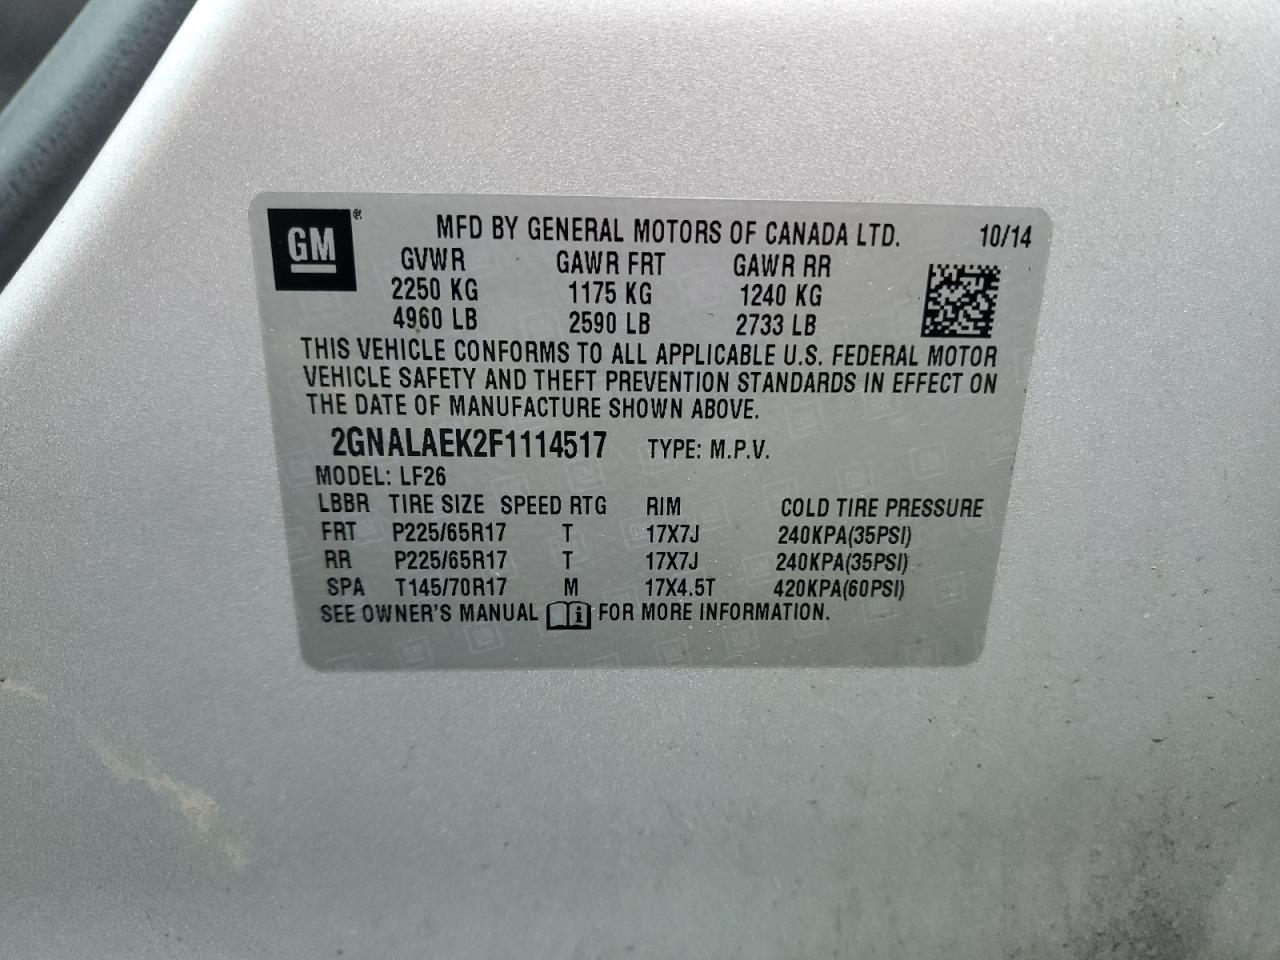 GM ®
MFD BY GENERAL MOTORS OF CANADA LTD. 10/14
GVWR GAWR FRT GAWR RR
2250 KG 1175 KG 1240 KG
4960 LB 2590 LB 2733 LB
THIS VEHICLE CONFORMS TO ALL APPLICABLE U.S. FEDERAL MOTOR
VEHICLE SAFETY AND THEFT PREVENTION STANDARDS IN EFFECT ON
THE DATE OF MANUFACTURE SHOWN ABOVE.
2GNALAEK2F1114517 TYPE: M.P.V.
MODEL: LF26
LBBR TIRE SIZE SPEED RTG RIM COLD TIRE PRESSURE
FRT P225/65R17 T 17X7J 240KPA(35PSI)
RR P225/65R17 T 17X7J 240KPA(35PSI)
SPA T145/70R17 M 17X4.5T 420KPA(60PSI)
SEE OWNER'S MANUAL i FOR MORE INFORMATION.